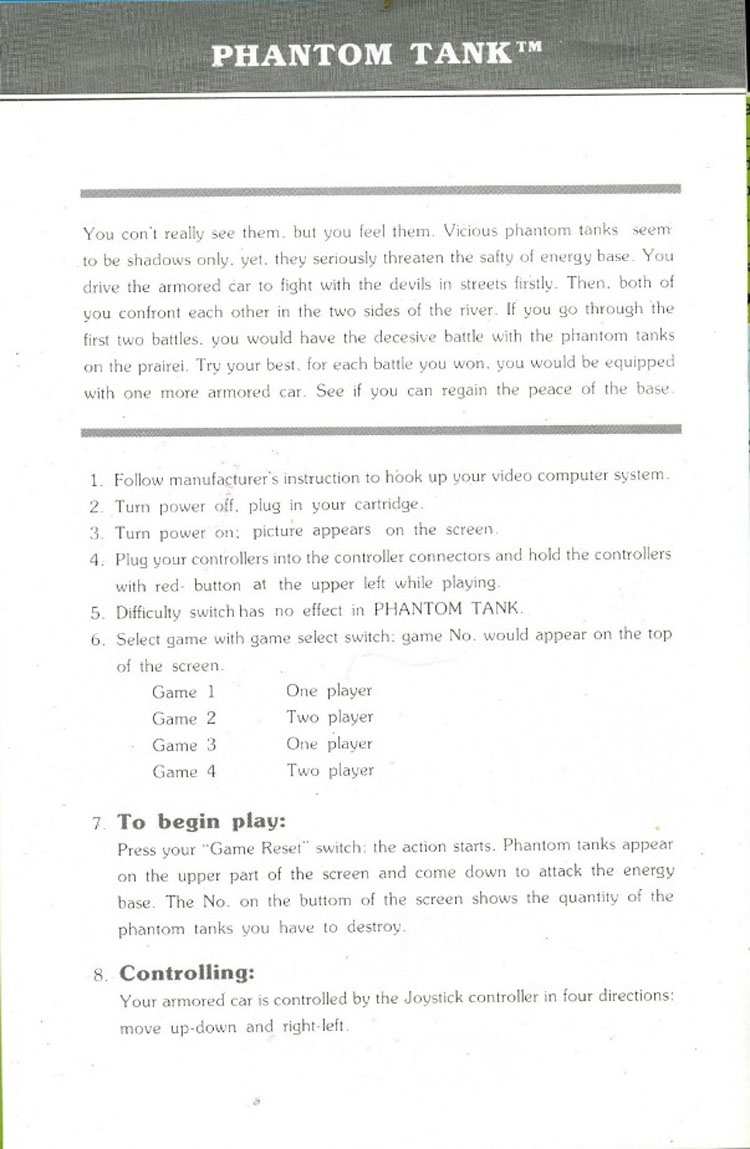 PHANTOM TANK™
You con't really see them, but you feel them. Vicious phantom tanks seem
to be shadows only, yet, they seriously threaten the safty of energy base. You
drive the armored car to fight with the devils in streets firstly. Then, both of
you confront each other in the two sides of the river. If you go through the
first two battles, you would have the decesive battle with the phantom tanks
on the prairei. Try your best, for each battle you won, you would be equipped
with one more armored car. See if you can regain the peace of the base.
1. Follow manufacturer's instruction to hook up your video computer system.
2. Turn power off, plug in your cartridge.
3. Turn power on; picture appears on the screen.
4. Plug your controllers into the controller connectors and hold the controllers
with red- button at the upper left while playing.
5. Difficulty switch has no effect in PHANTOM TANK.
6. Select game with game select switch; game No. would appear on the top
of the screen.
Game 1 One player
Game 2 Two player
Game 3 One player
Game 4 Two player
7. To begin play:
Press your "Game Reset" switch; the action starts. Phantom tanks appear
on the upper part of the screen and come down to attack the energy
base. The No. on the buttom of the screen shows the quantity of the
phantom tanks you have to destroy.
8. Controlling:
Your armored car is controlled by the Joystick controller in four directions:
move up-down and right-left.